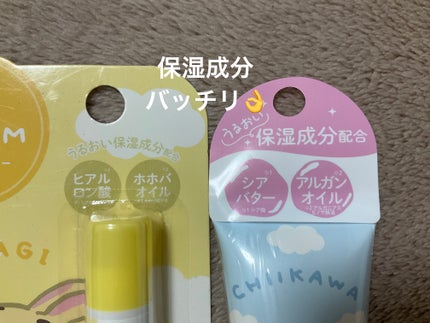 保湿成分
バッチリ👌
M
うるおい保湿成分配合
ヒアル
ロン酸
ホホバ
オイル
AGI
うるおい
保湿成分配合
シア
バター
アルガン
オイル
CHIIKAWA